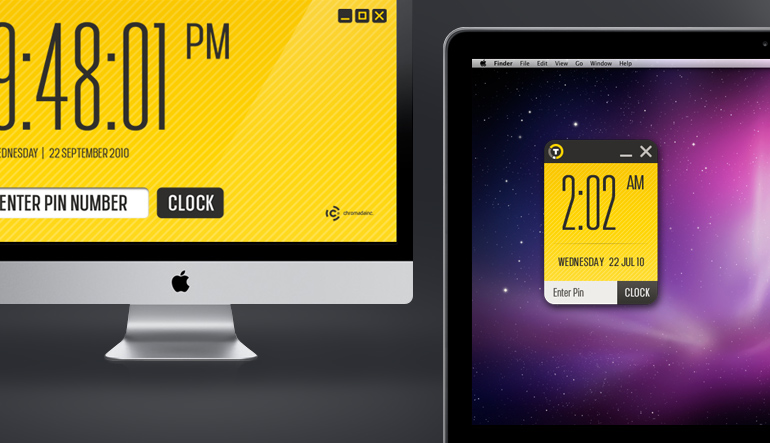 9:48:01 PM
WEDNESDAY | 22 SEPTEMBER 2010
ENTER PIN NUMBER CLOCK
chromadainc.
Finder File Edit View Go Window Help
T
2:02 AM
WEDNESDAY 22 JUL 10
Enter Pin CLOCK